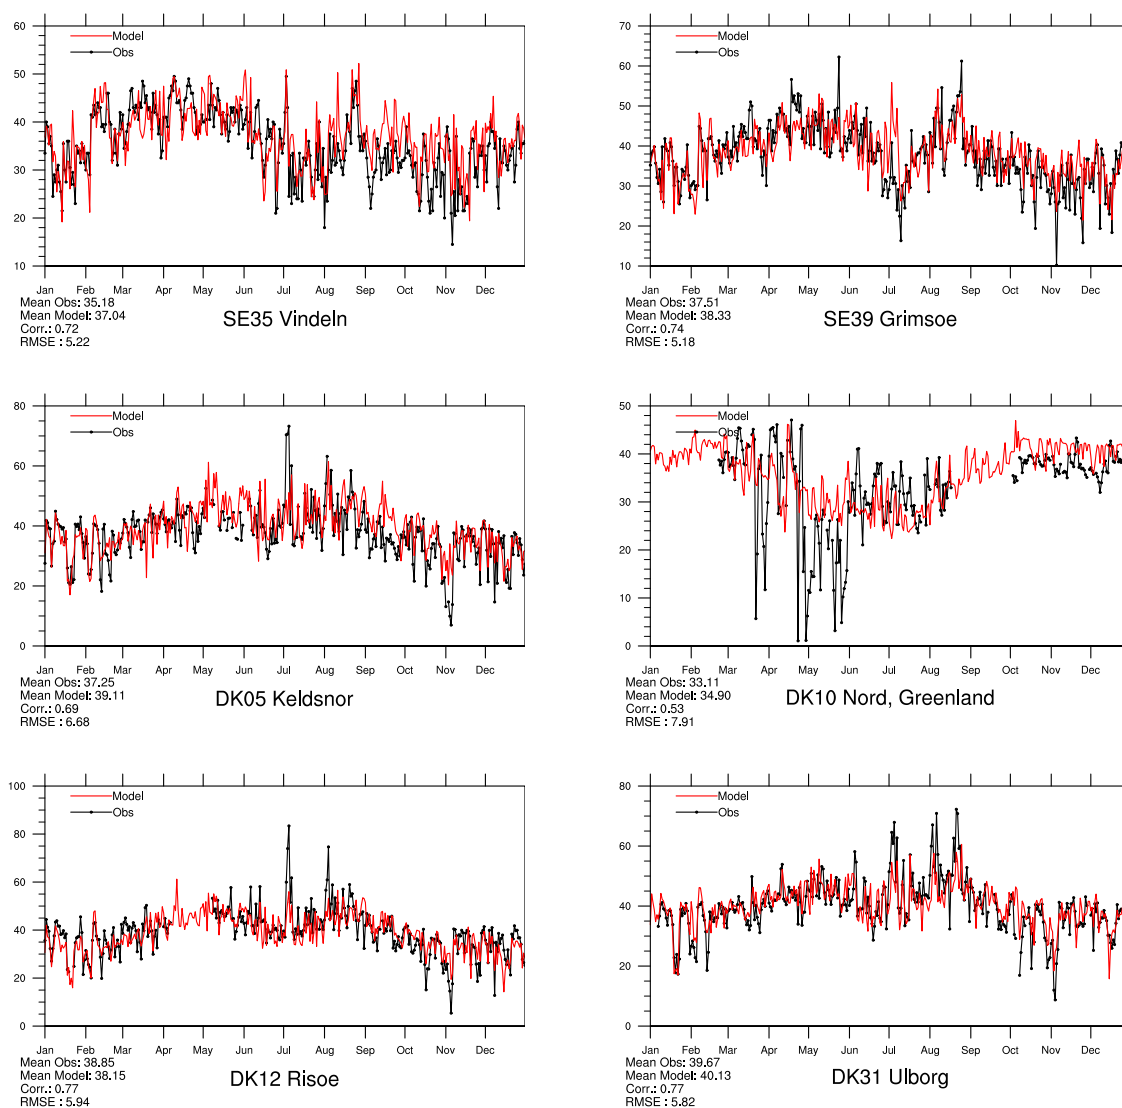 60
50
40
30
20
10
Model
Obs
Jan Feb Mar Apr May Jun Jul Aug Sep Oct Nov Dec
Mean Obs: 35.18
Mean Model: 37.04
Corr.: 0.72
RMSE : 5.22
SE35 Vindeln
70
60
50
40
30
20
10
Model
Obs
Jan Feb Mar Apr May Jun Jul Aug Sep Oct Nov Dec
Mean Obs: 37.51
Mean Model: 38.33
Corr.: 0.74
RMSE : 5.18
SE39 Grimsoe
80
60
40
20
0
Model
Obs
Jan Feb Mar Apr May Jun Jul Aug Sep Oct Nov Dec
Mean Obs: 37.25
Mean Model: 39.11
Corr.: 0.69
RMSE : 6.68
DK05 Keldsnor
50
40
30
20
10
0
Model
Obs
Jan Feb Mar Apr May Jun Jul Aug Sep Oct Nov Dec
Mean Obs: 33.11
Mean Model: 34.90
Corr.: 0.53
RMSE : 7.91
DK10 Nord, Greenland
100
80
60
40
20
0
Model
Obs
Jan Feb Mar Apr May Jun Jul Aug Sep Oct Nov Dec
Mean Obs: 38.85
Mean Model: 38.15
Corr.: 0.77
RMSE : 5.94
DK12 Risoe
80
60
40
20
0
Model
Obs
Jan Feb Mar Apr May Jun Jul Aug Sep Oct Nov Dec
Mean Obs: 39.67
Mean Model: 40.13
Corr.: 0.77
RMSE : 5.82
DK31 Ulborg